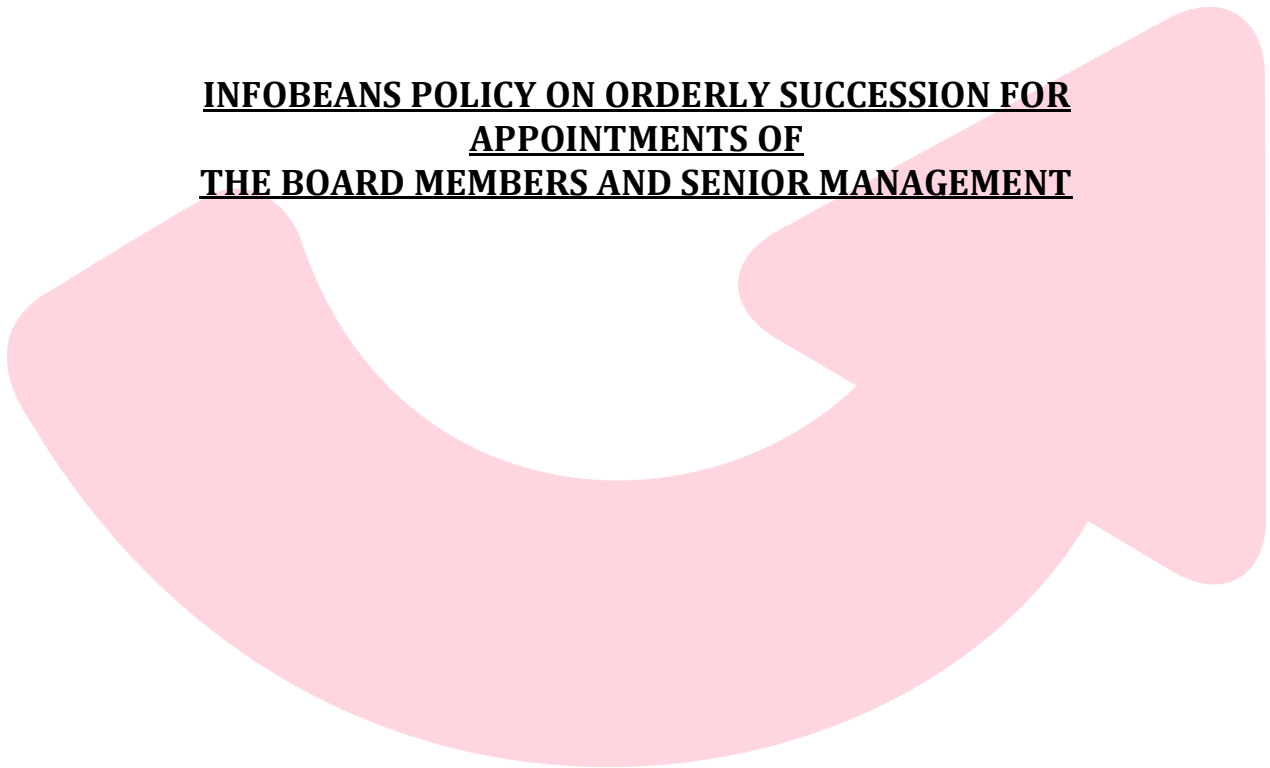 INFOBEANS POLICY ON ORDERLY SUCCESSION FOR
APPOINTMENTS OF
THE BOARD MEMBERS AND SENIOR MANAGEMENT